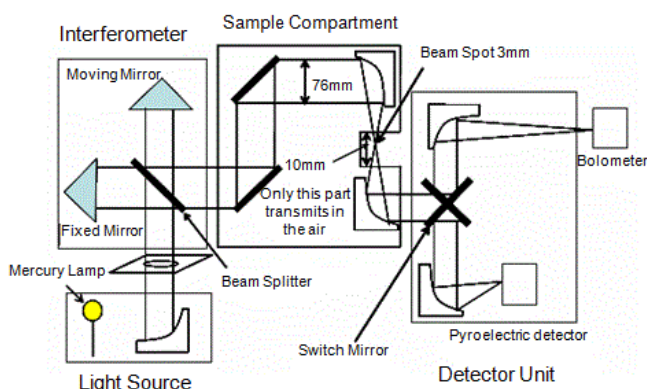 Sample Compartment
Interferometer
Beam Spot 3mm
Moving Mirror
76mm
10mm
Bolometer
Only this part
transmits in
the air
Fixed Mirror
Mercury Lamp
Beam Splitter
Pyroelectric detector
Switch Mirror
Detector Unit
Light Source